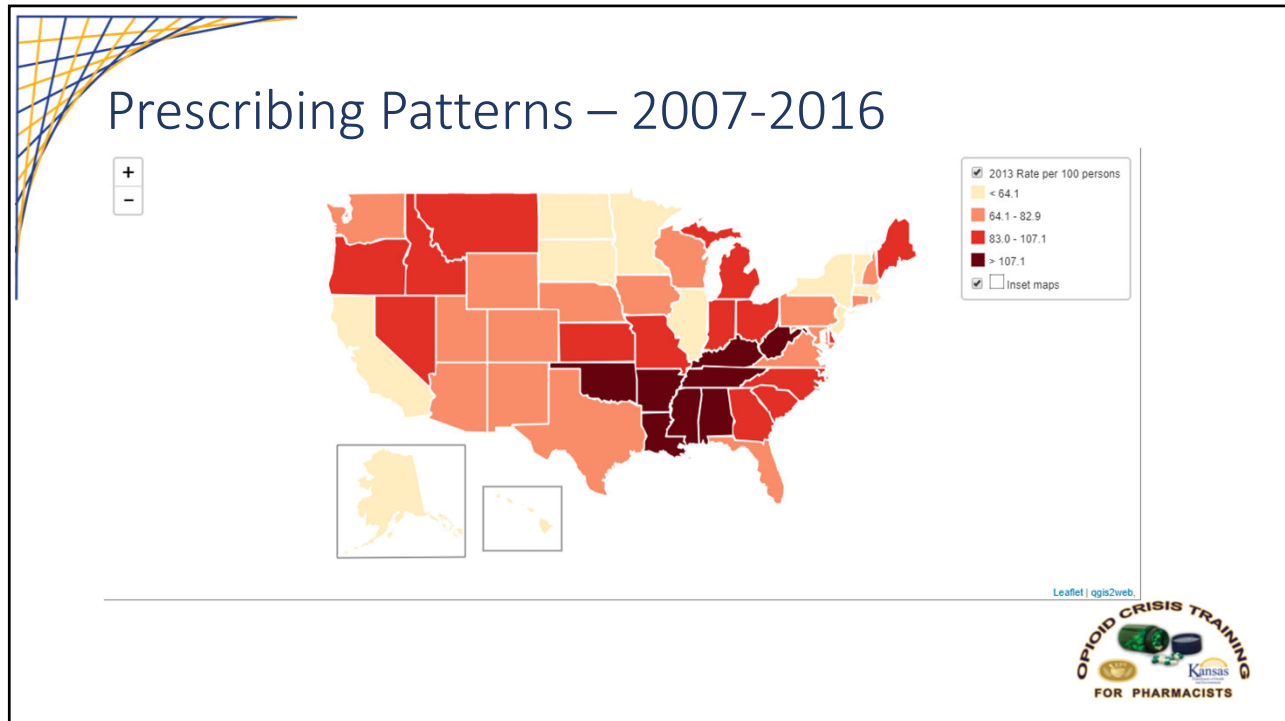 Prescribing Patterns – 2007-2016
+
−
2013 Rate per 100 persons
< 64.1
64.1 - 82.9
83.0 - 107.1
> 107.1
Inset maps
Leaflet | qgis2web,
OPIOID CRISIS TRAINING
Kansas
FOR PHARMACISTS